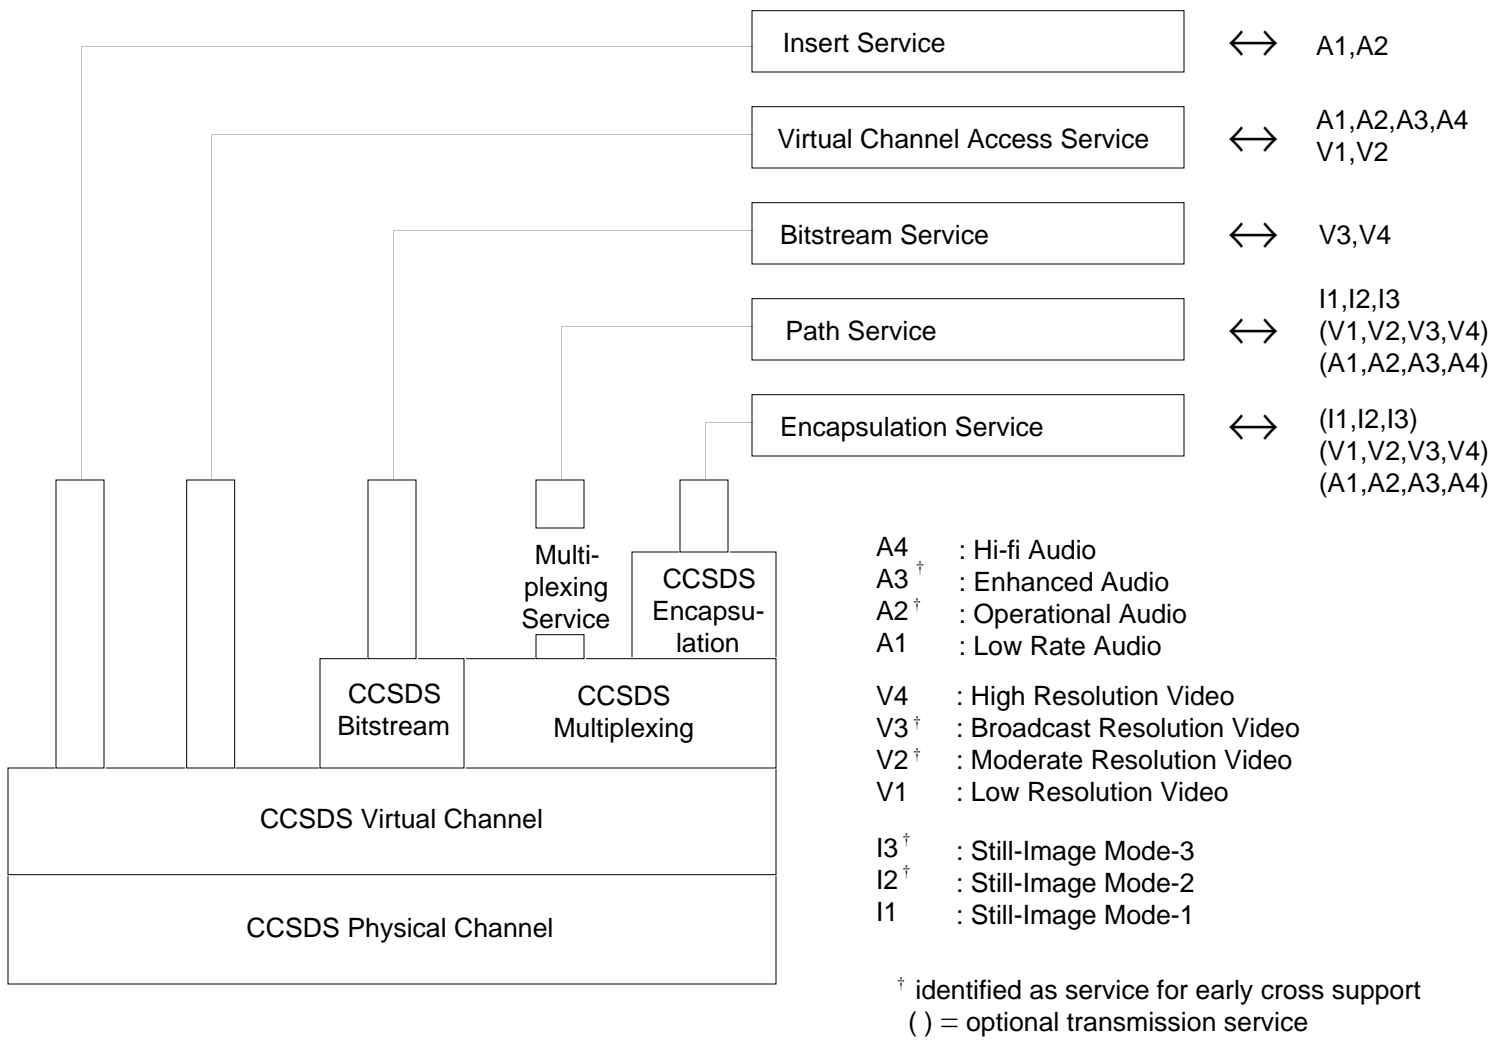 Insert Service ↔ A1,A2
Virtual Channel Access Service ↔ A1,A2,A3,A4
V1,V2
Bitstream Service ↔ V3,V4
Path Service ↔ I1,I2,I3
(V1,V2,V3,V4)
(A1,A2,A3,A4)
Encapsulation Service ↔ (I1,I2,I3)
(V1,V2,V3,V4)
(A1,A2,A3,A4)
Multi-
plexing
Service
CCSDS
Encapsu-
lation
CCSDS
Bitstream
CCSDS
Multiplexing
CCSDS Virtual Channel
CCSDS Physical Channel
A4 : Hi-fi Audio
A3 † : Enhanced Audio
A2 † : Operational Audio
A1 : Low Rate Audio
V4 : High Resolution Video
V3 † : Broadcast Resolution Video
V2 † : Moderate Resolution Video
V1 : Low Resolution Video
I3 † : Still-Image Mode-3
I2 † : Still-Image Mode-2
I1 : Still-Image Mode-1
† identified as service for early cross support
( ) = optional transmission service